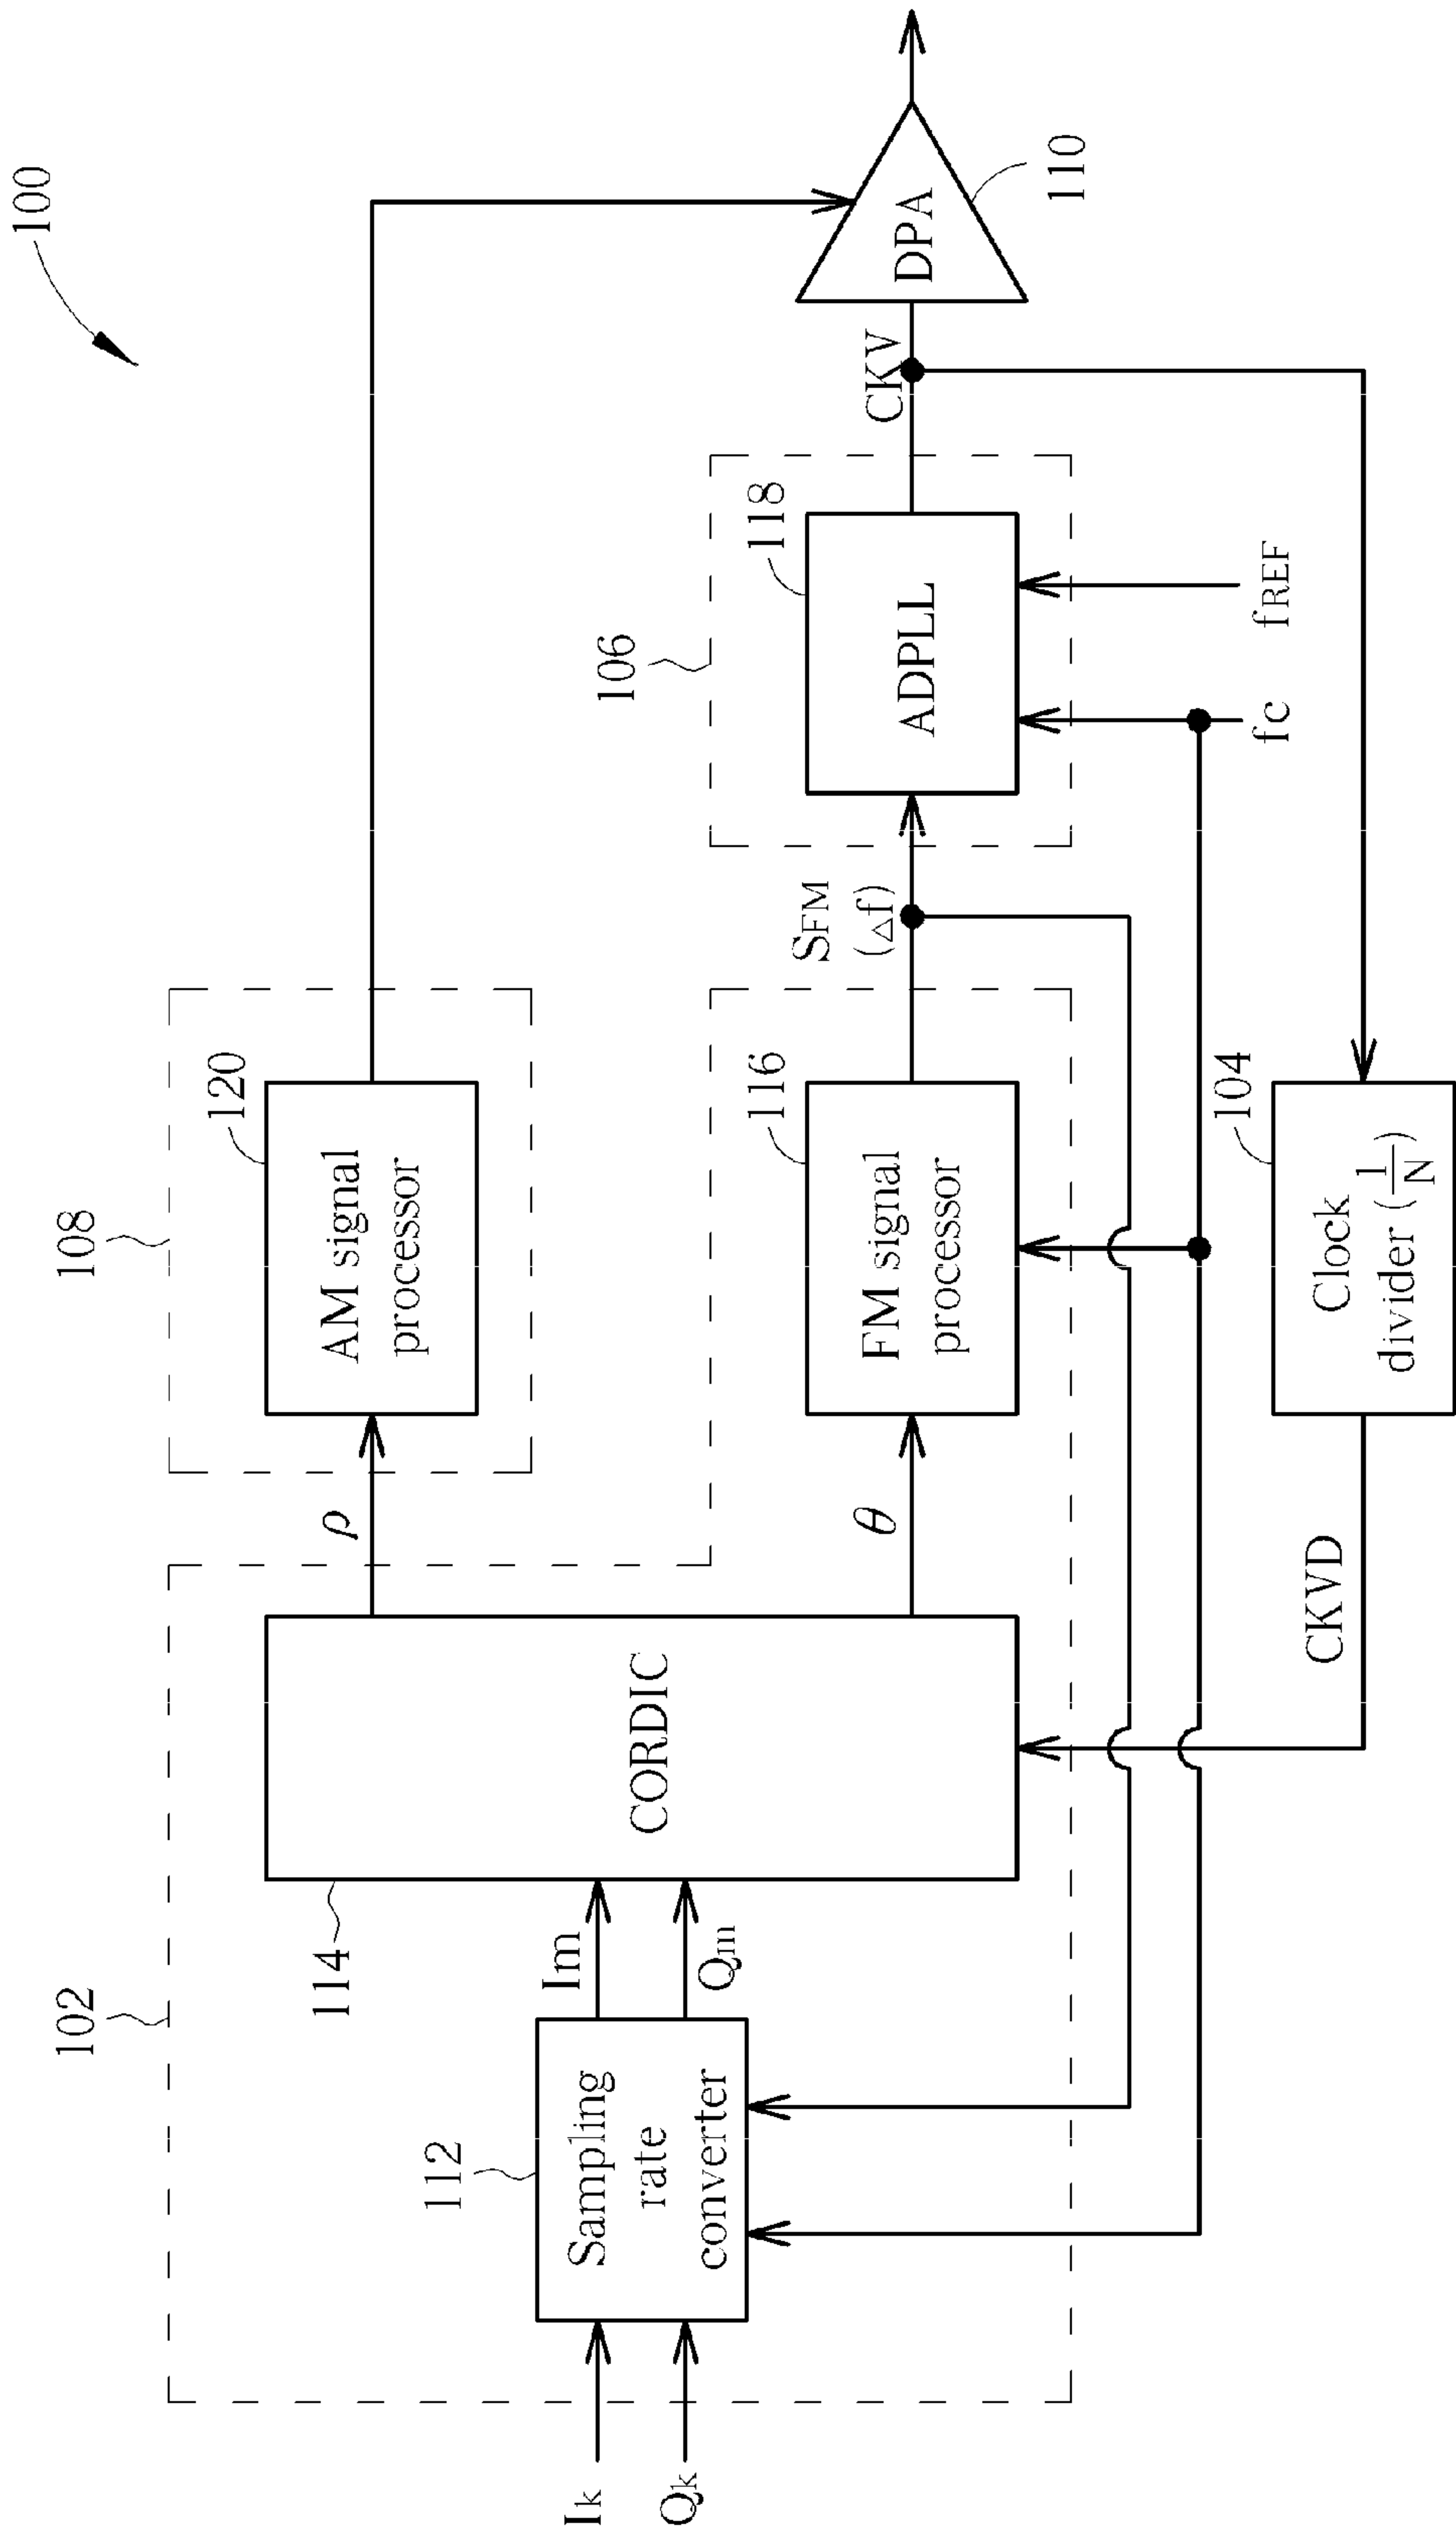 100
102
108
106
112
Sampling
rate
converter
Ik
Qk
Im
Qm
114
CORDIC
ρ
θ
120
AM signal
processor
116
FM signal
processor
SFM
(△f)
118
ADPLL
fC
fREF
CKV
DPA
110
104
Clock
divider (1/N)
CKVD